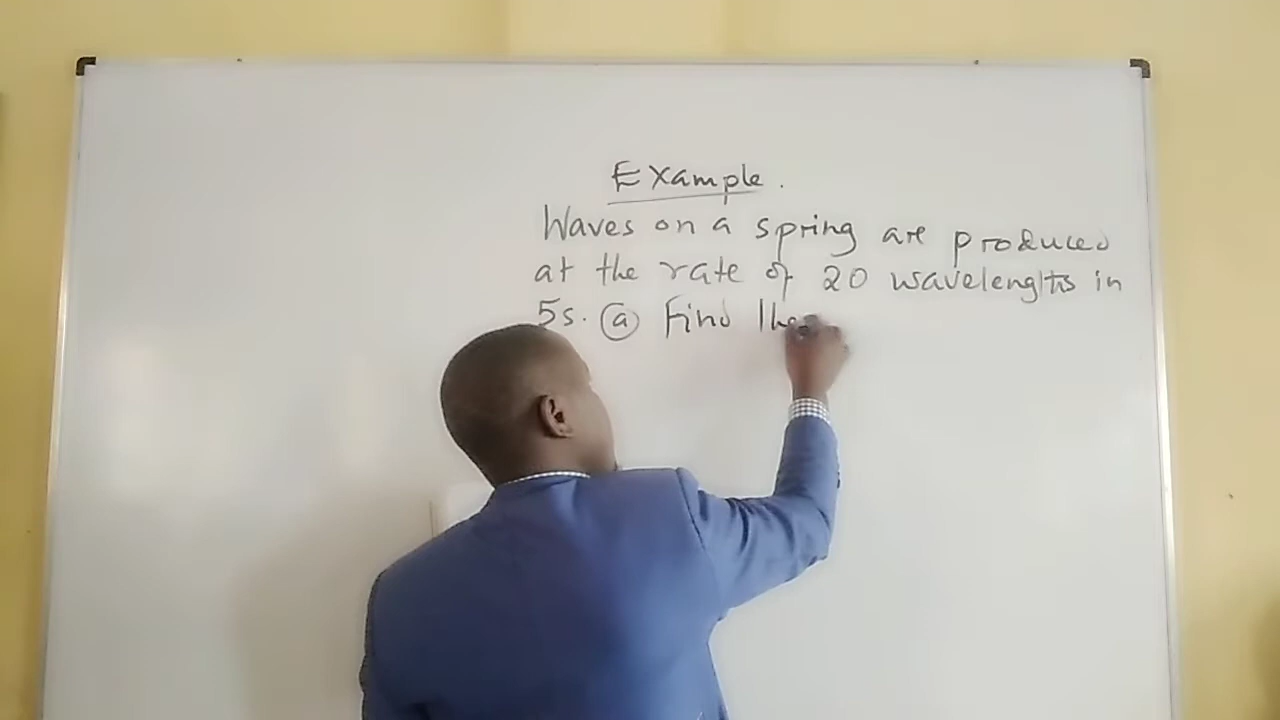 Example.
Waves on a spring are produced
at the rate of 20 wavelengths in
5s. (a) Find the